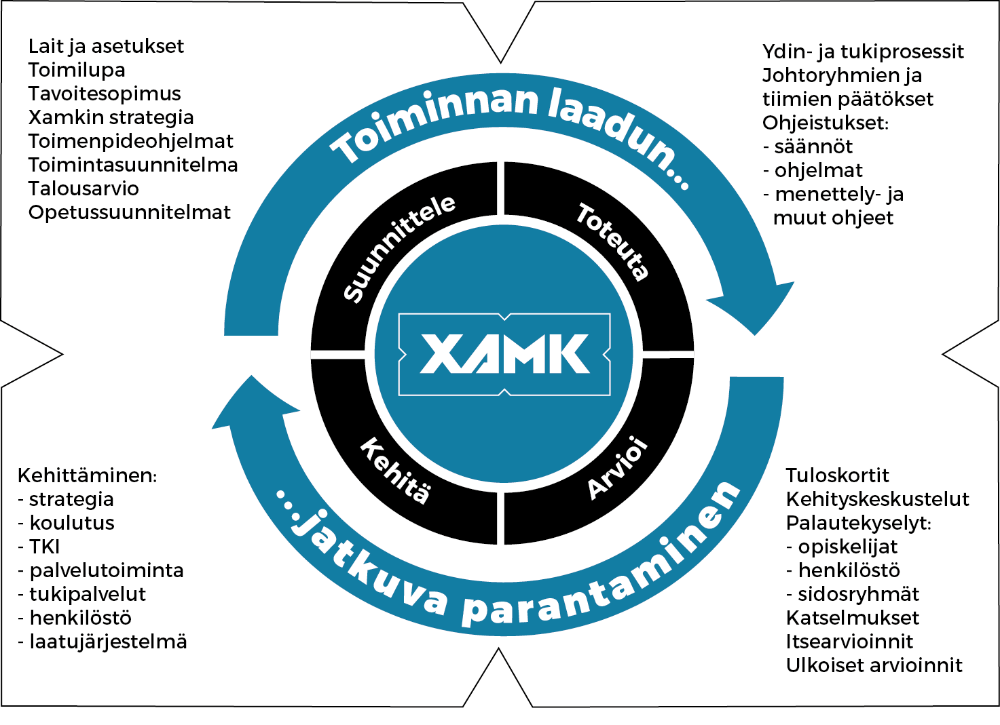 Lait ja asetukset
Toimilupa
Tavoitesopimus
Xamkin strategia
Toimenpideohjelmat
Toimintasuunnitelma
Talousarvio
Opetussuunnitelmat
Ydin- ja tukiprosessit
Johtoryhmien ja
tiimien päätökset
Ohjeistukset:
- säännöt
- ohjelmat
- menettely- ja
muut ohjeet
Toiminnan laadun...
Suunnittele
Toteuta
XAMK
Kehitä
Arvioi
...jatkuva parantaminen
Kehittäminen:
- strategia
- koulutus
- TKI
- palvelutoiminta
- tukipalvelut
- henkilöstö
- laatujärjestelmä
Tuloskortit
Kehityskeskustelut
Palautekyselyt:
- opiskelijat
- henkilöstö
- sidosryhmät
Katselmukset
Itsearvioinnit
Ulkoiset arvioinnit